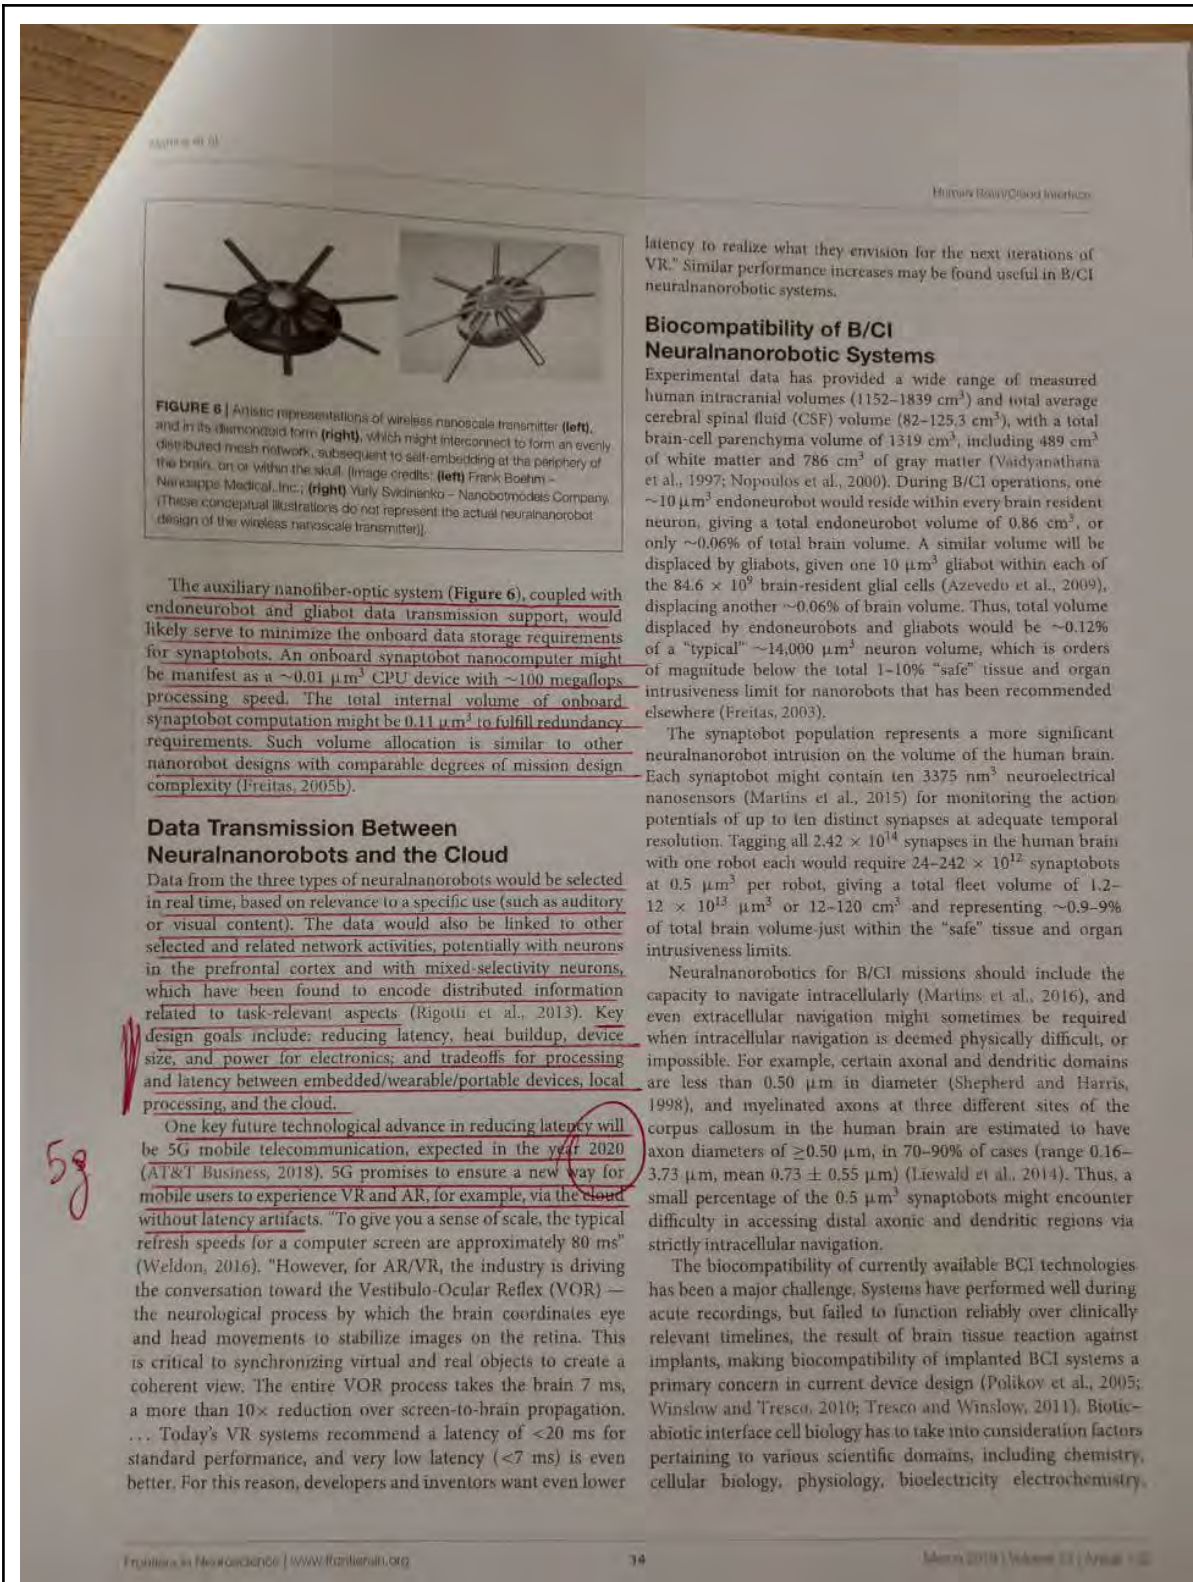 Martins et al.
Human Brain/Cloud Interface
FIGURE 6 | Artistic representations of wireless nanoscale transmitter (left),
and in its diamondoid form (right), which might interconnect to form an evenly
distributed mesh network, subsequent to self-embedding at the periphery of
the brain, on or within the skull. [Image credits: (left) Frank Boehm –
NanoApps Medical, Inc.; (right) Yuriy Svidinenko – Nanobotmodels Company.
(These conceptual illustrations do not represent the actual neuralnanorobot
design of the wireless nanoscale transmitter)].
The auxiliary nanofiber-optic system (Figure 6), coupled with
endoneurobot and gliabot data transmission support, would
likely serve to minimize the onboard data storage requirements
for synaptobots. An onboard synaptobot nanocomputer might
be manifest as a ~0.01 μm³ CPU device with ~100 megaflops
processing speed. The total internal volume of onboard
synaptobot computation might be 0.11 μm³ to fulfill redundancy
requirements. Such volume allocation is similar to other
nanorobot designs with comparable degrees of mission design
complexity (Freitas, 2005b).
Data Transmission Between
Neuralnanorobots and the Cloud
Data from the three types of neuralnanorobots would be selected
in real time, based on relevance to a specific use (such as auditory
or visual content). The data would also be linked to other
selected and related network activities, potentially with neurons
in the prefrontal cortex and with mixed-selectivity neurons,
which have been found to encode distributed information
related to task-relevant aspects (Rigotti et al., 2013). Key
design goals include: reducing latency, heat buildup, device
size, and power for electronics; and tradeoffs for processing
and latency between embedded/wearable/portable devices, local
processing, and the cloud.
One key future technological advance in reducing latency will
be 5G mobile telecommunication, expected in the year 2020
(AT&T Business, 2018). 5G promises to ensure a new way for
mobile users to experience VR and AR, for example, via the cloud
without latency artifacts. "To give you a sense of scale, the typical
refresh speeds for a computer screen are approximately 80 ms"
(Weldon, 2016). "However, for AR/VR, the industry is driving
the conversation toward the Vestibulo-Ocular Reflex (VOR) —
the neurological process by which the brain coordinates eye
and head movements to stabilize images on the retina. This
is critical to synchronizing virtual and real objects to create a
coherent view. The entire VOR process takes the brain 7 ms,
a more than 10× reduction over screen-to-brain propagation.
... Today's VR systems recommend a latency of <20 ms for
standard performance, and very low latency (<7 ms) is even
better. For this reason, developers and inventors want even lower
5g
latency to realize what they envision for the next iterations of
VR." Similar performance increases may be found useful in B/CI
neuralnanorobotic systems.
Biocompatibility of B/CI
Neuralnanorobotic Systems
Experimental data has provided a wide range of measured
human intracranial volumes (1152–1839 cm³) and total average
cerebral spinal fluid (CSF) volume (82–125.3 cm³), with a total
brain-cell parenchyma volume of 1319 cm³, including 489 cm³
of white matter and 786 cm³ of gray matter (Vaidyanathana
et al., 1997; Nopoulos et al., 2000). During B/CI operations, one
~10 μm³ endoneurobot would reside within every brain resident
neuron, giving a total endoneurobot volume of 0.86 cm³, or
only ~0.06% of total brain volume. A similar volume will be
displaced by gliabots, given one 10 μm³ gliabot within each of
the 84.6 × 10⁹ brain-resident glial cells (Azevedo et al., 2009),
displacing another ~0.06% of brain volume. Thus, total volume
displaced by endoneurobots and gliabots would be ~0.12%
of a "typical" ~14,000 μm³ neuron volume, which is orders
of magnitude below the total 1–10% "safe" tissue and organ
intrusiveness limit for nanorobots that has been recommended
elsewhere (Freitas, 2003).
The synaptobot population represents a more significant
neuralnanorobot intrusion on the volume of the human brain.
Each synaptobot might contain ten 3375 nm³ neuroelectrical
nanosensors (Martins et al., 2015) for monitoring the action
potentials of up to ten distinct synapses at adequate temporal
resolution. Tagging all 2.42 × 10¹⁴ synapses in the human brain
with one robot each would require 24–242 × 10¹² synaptobots
at 0.5 μm³ per robot, giving a total fleet volume of 1.2–
12 × 10¹³ μm³ or 12–120 cm³ and representing ~0.9–9%
of total brain volume-just within the "safe" tissue and organ
intrusiveness limits.
Neuralnanorobotics for B/CI missions should include the
capacity to navigate intracellularly (Martins et al., 2016), and
even extracellular navigation might sometimes be required
when intracellular navigation is deemed physically difficult, or
impossible. For example, certain axonal and dendritic domains
are less than 0.50 μm in diameter (Shepherd and Harris,
1998), and myelinated axons at three different sites of the
corpus callosum in the human brain are estimated to have
axon diameters of ≥0.50 μm, in 70–90% of cases (range 0.16–
3.73 μm, mean 0.73 ± 0.55 μm) (Liewald et al., 2014). Thus, a
small percentage of the 0.5 μm³ synaptobots might encounter
difficulty in accessing distal axonic and dendritic regions via
strictly intracellular navigation.
The biocompatibility of currently available BCI technologies
has been a major challenge. Systems have performed well during
acute recordings, but failed to function reliably over clinically
relevant timelines, the result of brain tissue reaction against
implants, making biocompatibility of implanted BCI systems a
primary concern in current device design (Polikov et al., 2005;
Winslow and Tresco, 2010; Tresco and Winslow, 2011). Biotic–
abiotic interface cell biology has to take into consideration factors
pertaining to various scientific domains, including chemistry,
cellular biology, physiology, bioelectricity electrochemistry,
Frontiers in Neuroscience | www.frontiersin.org
14
March 2019 | Volume 13 | Article